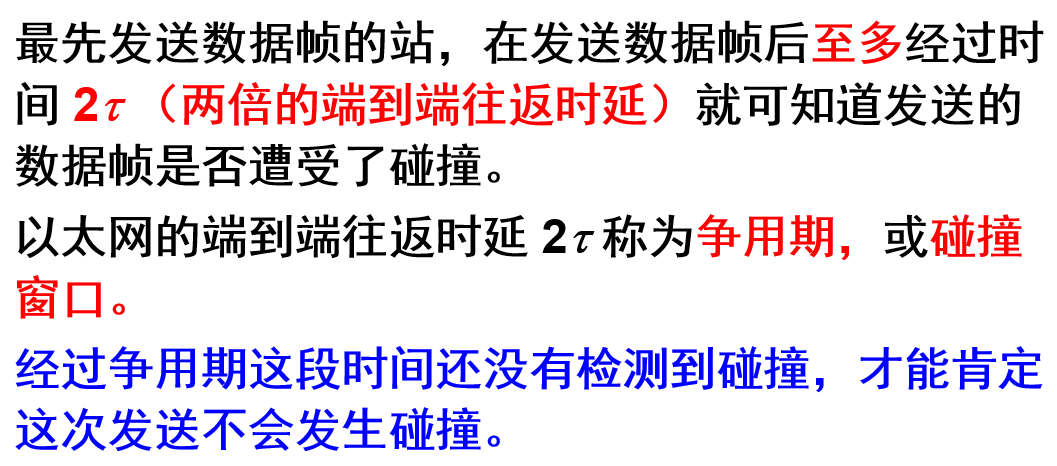 最先发送数据帧的站，在发送数据帧后至多经过时
间 2τ（两倍的端到端往返时延）就可知道发送的
数据帧是否遭受了碰撞。
以太网的端到端往返时延 2τ 称为争用期，或碰撞
窗口。
经过争用期这段时间还没有检测到碰撞，才能肯定
这次发送不会发生碰撞。